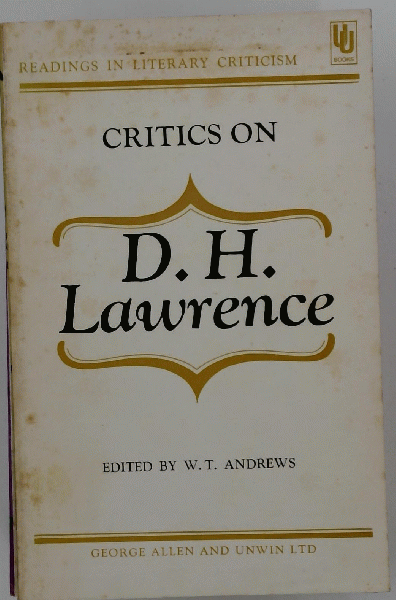 READINGS IN LITERARY CRITICISM
UU
BOOKS
CRITICS ON
D. H.
Lawrence
EDITED BY W. T. ANDREWS
GEORGE ALLEN AND UNWIN LTD